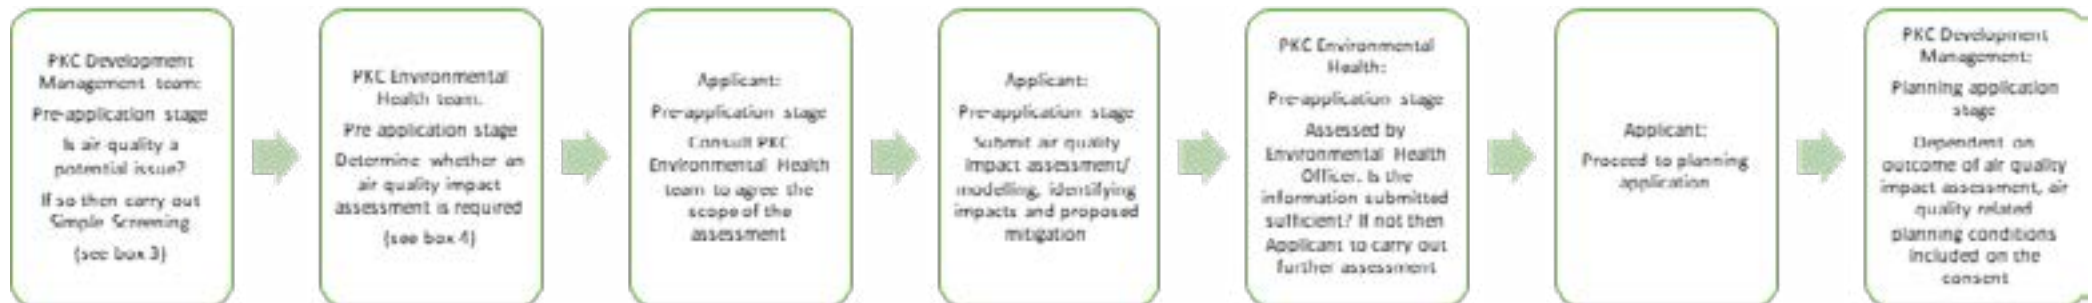 PKC Development
Management team:
Pre-application stage
Is air quality a
potential issue?
If so then carry out
Simple Screening
(see box 3)
PKC Environmental
Health team.
Pre application stage
Determine whether an
air quality impact
assessment is required
(see box 4)
Applicant:
Pre-application stage
Consult PKC
Environmental Health
team to agree the
scope of the
assessment
Applicant:
Pre-application stage
Submit air quality
impact assessment/
modelling, identifying
impacts and proposed
mitigation
PKC Environmental
Health:
Pre-application stage
Assessed by
Environmental Health
Officer. Is the
information submitted
sufficient? If not then
Applicant to carry out
further assessment
Applicant:
Proceed to planning
application
PKC Development
Management:
Planning application
stage
Dependent on
outcome of air quality
impact assessment, air
quality related
planning conditions
included on the
consent